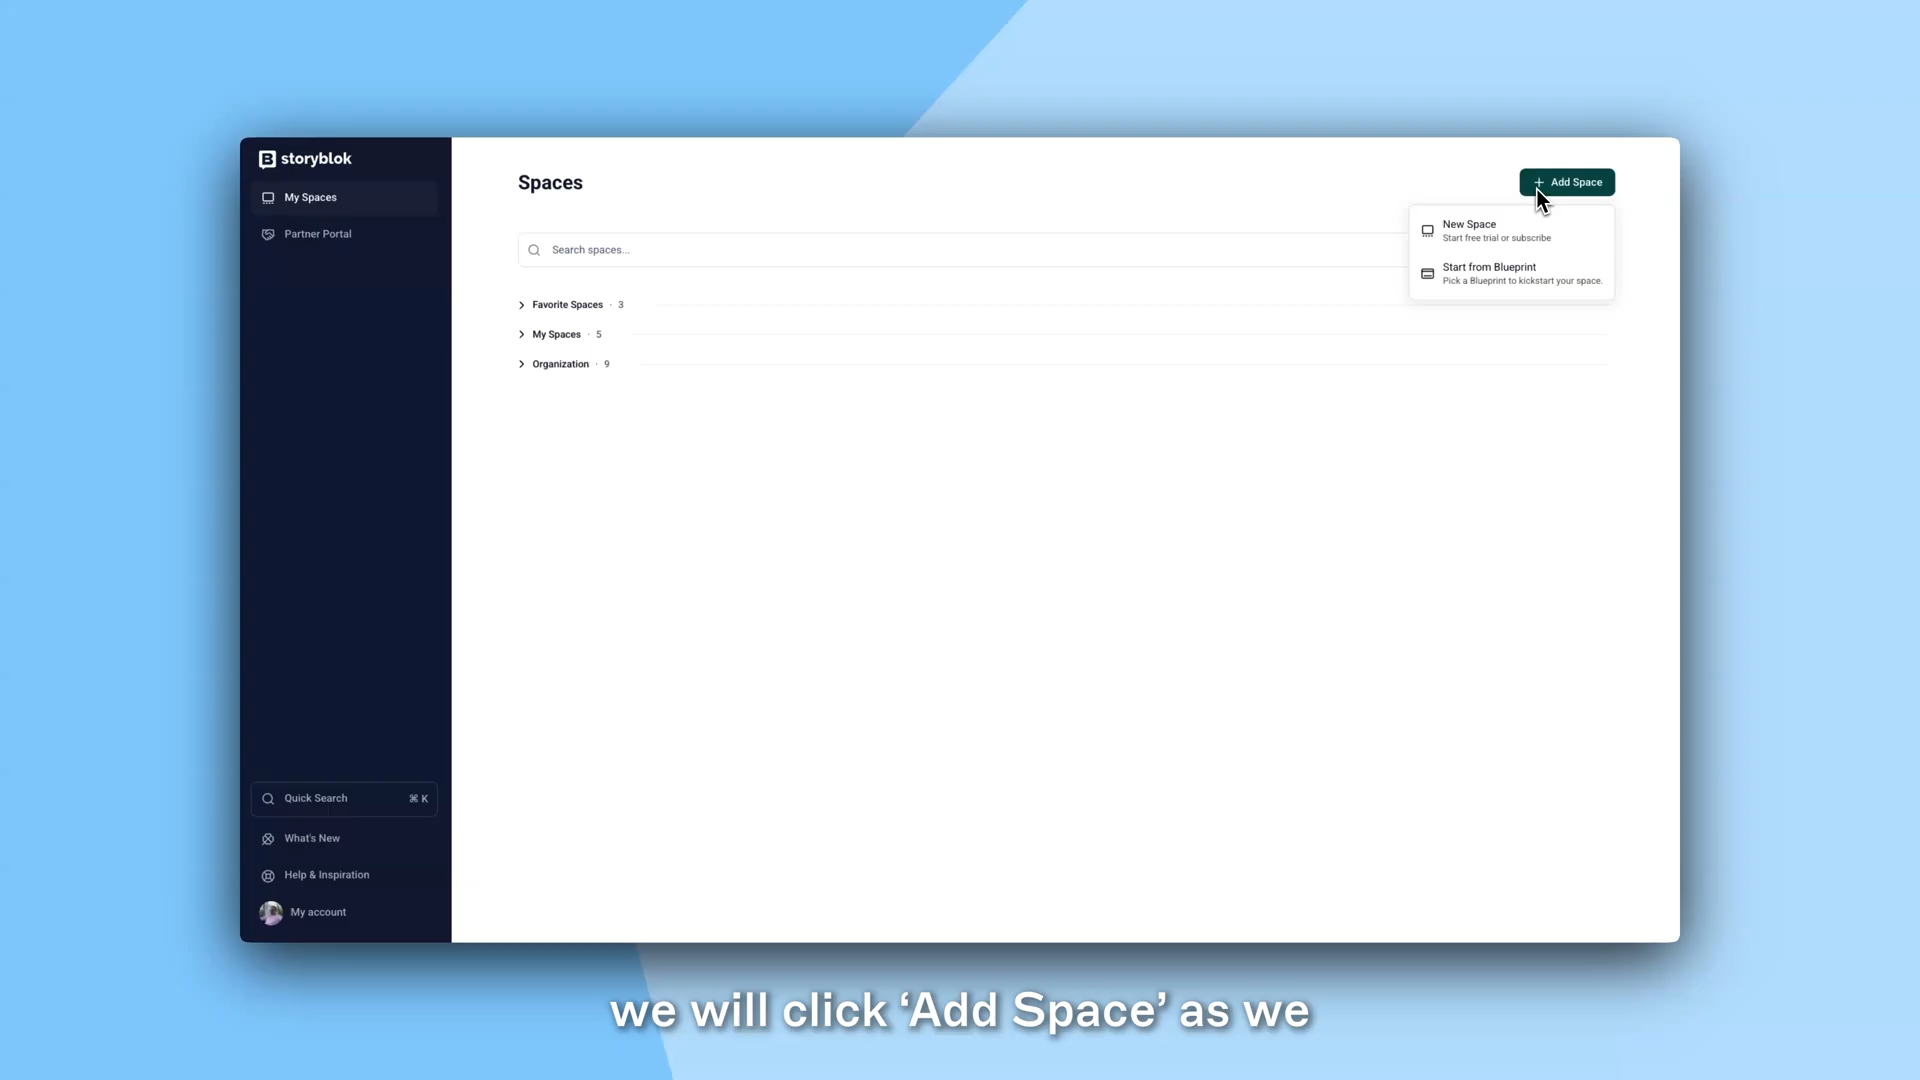 storyblok
My Spaces
Partner Portal
Spaces
Add Space
New Space
Start free trial or subscribe
Start from Blueprint
Pick a Blueprint to kickstart your space.
Search spaces...
Favorite Spaces · 3
My Spaces · 5
Organization · 9
Quick Search ⌘ K
What's New
Help & Inspiration
My account
we will click ‘Add Space’ as we